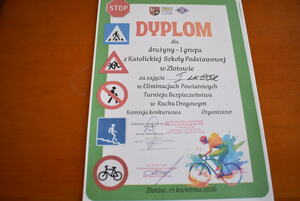 STOP
DYPLOM
dla
drużyny - I grupa
z Katolickiej Szkoły Podstawowej
w Złotowie
za zajęcie I
w Eliminacjach Powiatowych
Turnieju Bezpieczeństwa
w Ruchu Drogowym
Komisja konkursowa Organizator
Złotów, 15 kwietnia 2026